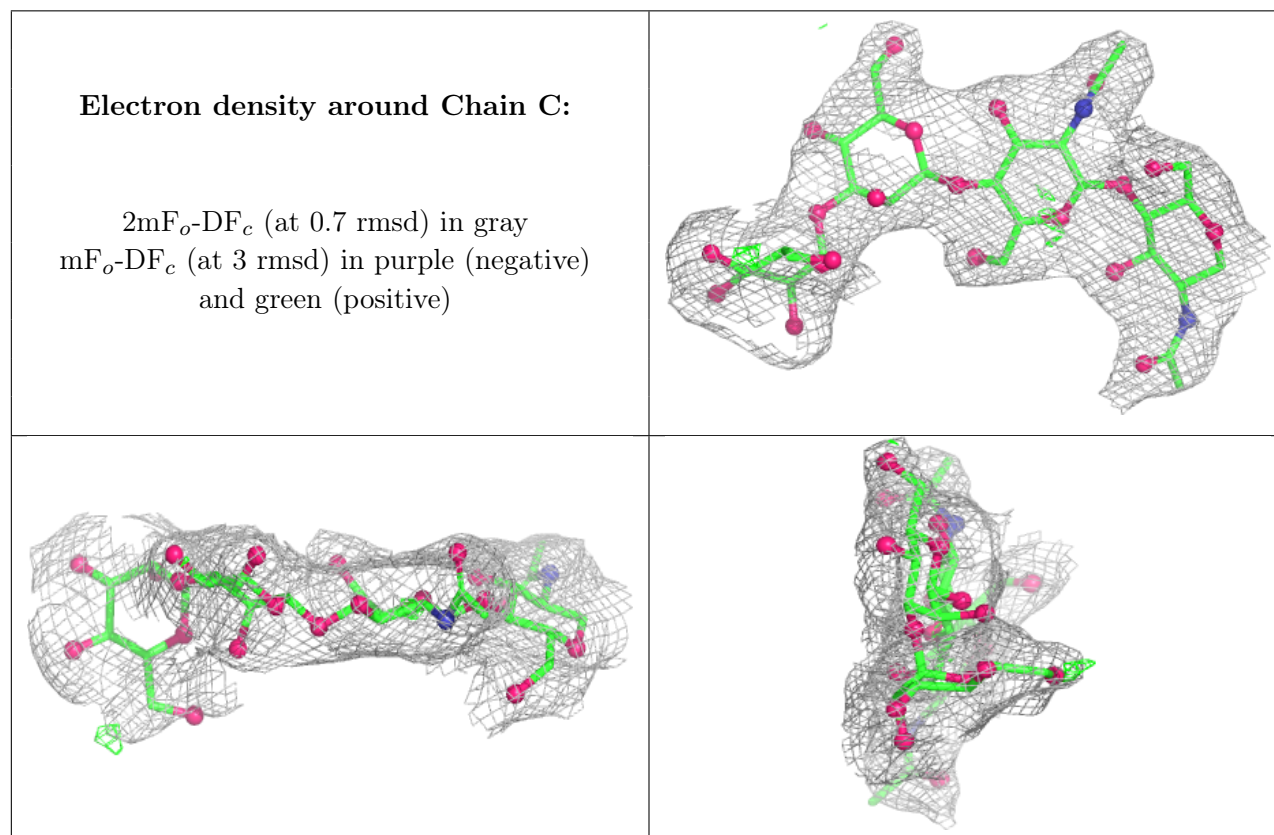 Electron density around Chain C:
2mFₒ-DF𝒸 (at 0.7 rmsd) in gray
mFₒ-DF𝒸 (at 3 rmsd) in purple (negative)
and green (positive)